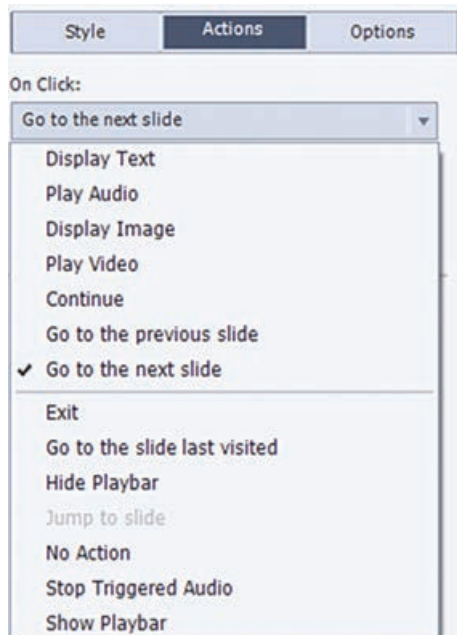 Style Actions Options
On Click:
Go to the next slide
Display Text
Play Audio
Display Image
Play Video
Continue
Go to the previous slide
Go to the next slide
Exit
Go to the slide last visited
Hide Playbar
Jump to slide
No Action
Stop Triggered Audio
Show Playbar